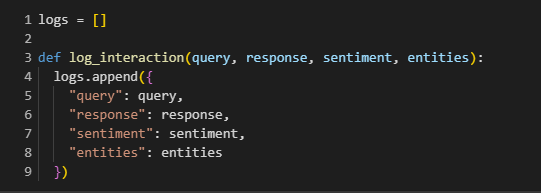 1 logs = []
2
3 def log_interaction(query, response, sentiment, entities):
4   logs.append({
5     "query": query,
6     "response": response,
7     "sentiment": sentiment,
8     "entities": entities
9   })